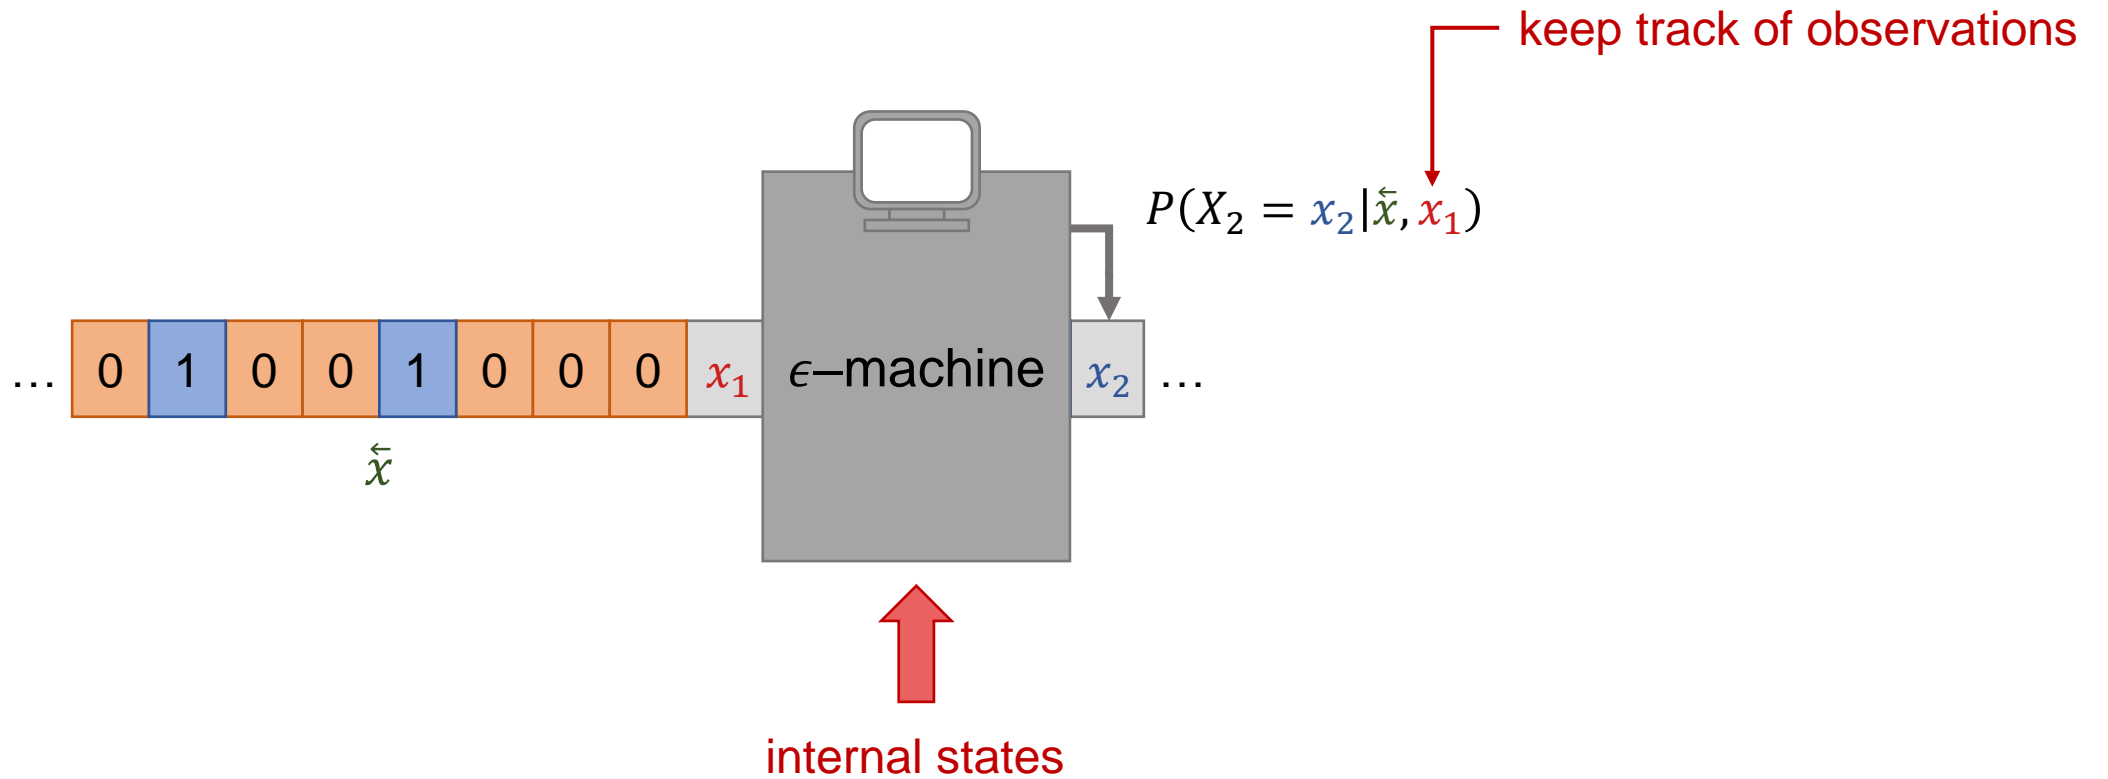 keep track of observations
P(X₂ = x₂|x⃖, x₁)
... 0 1 0 0 1 0 0 0 x₁ ϵ–machine x₂ ...
x⃖
internal states